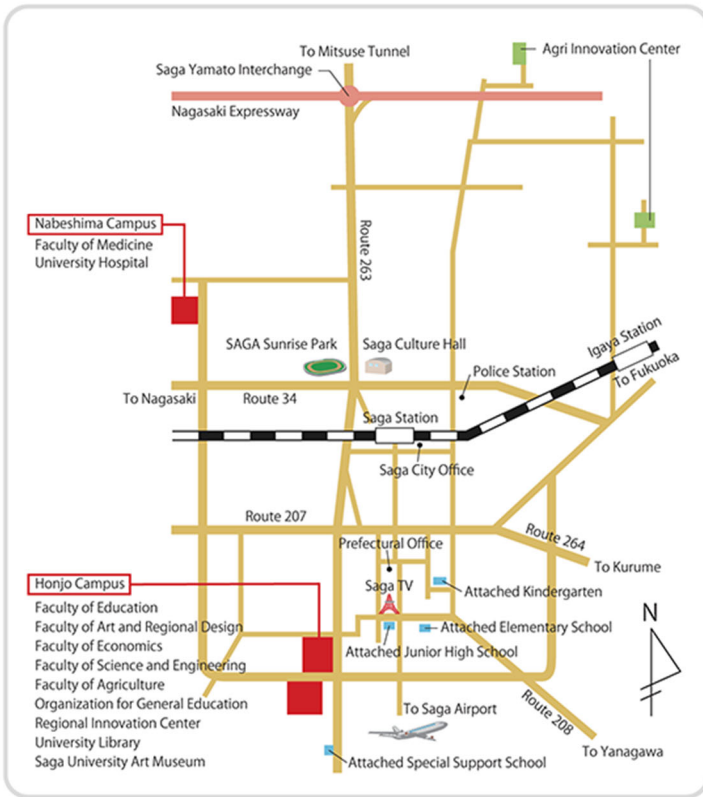 To Mitsuse Tunnel
Agri Innovation Center
Saga Yamato Interchange
Nagasaki Expressway
Nabeshima Campus
Faculty of Medicine
University Hospital
Route 263
Igaya Station
SAGA Sunrise Park
Saga Culture Hall
Police Station
To Fukuoka
To Nagasaki
Route 34
Saga Station
Saga City Office
Route 207
Route 264
Prefectural Office
To Kurume
Honjo Campus
Saga TV
Attached Kindergarten
Faculty of Education
Faculty of Art and Regional Design
Faculty of Economics
Faculty of Science and Engineering
Faculty of Agriculture
Organization for General Education
Regional Innovation Center
University Library
Saga University Art Museum
N
Attached Elementary School
Attached Junior High School
To Saga Airport
Route 208
To Yanagawa
Attached Special Support School